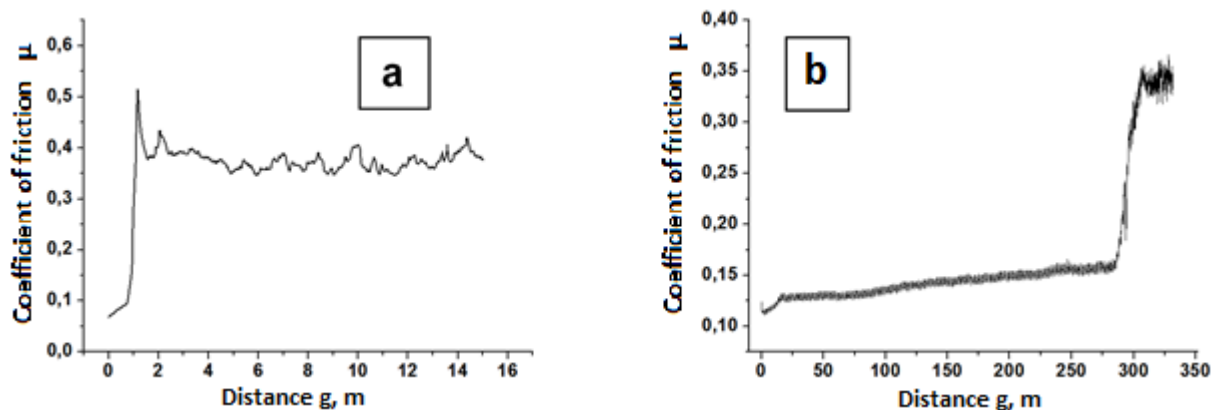 Coefficient of friction μ
0,6
0,5
0,4
0,3
0,2
0,1
0,0
a
0 2 4 6 8 10 12 14 16
Distance g, m
Coefficient of friction μ
0,40
0,35
0,30
0,25
0,20
0,15
0,10
b
0 50 100 150 200 250 300 350
Distance g, m